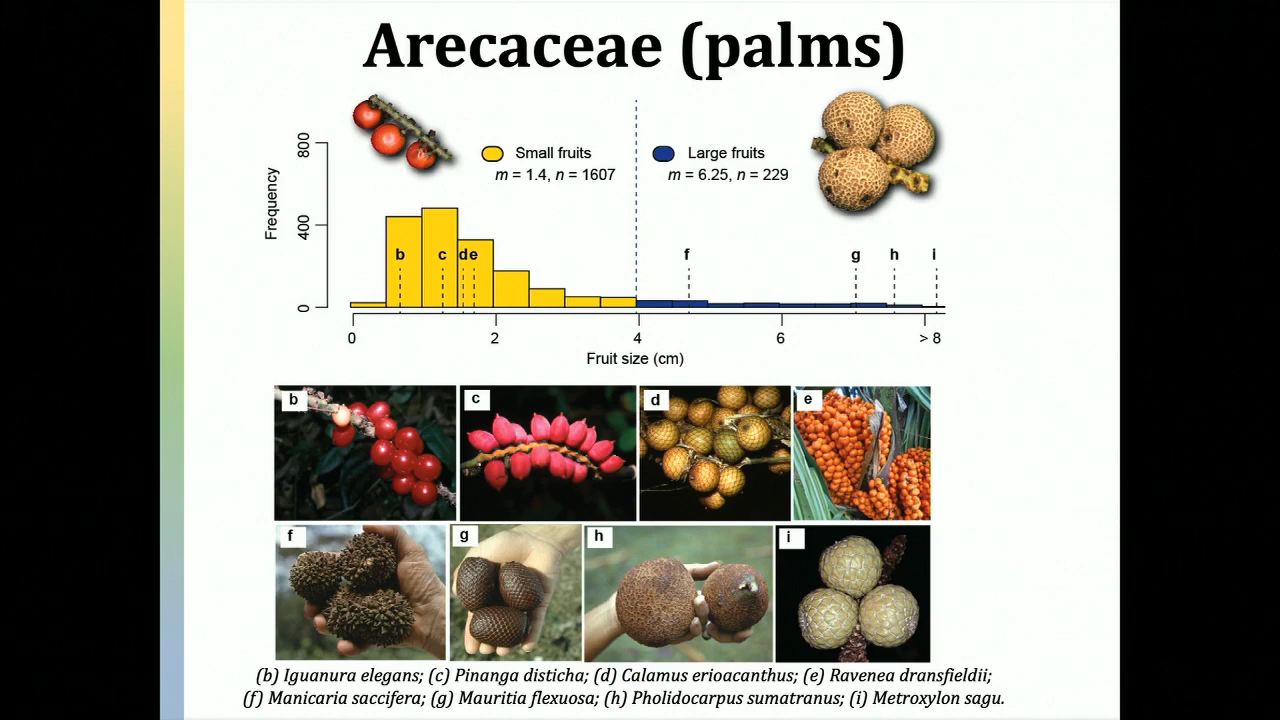 Arecaceae (palms)
Small fruits
m = 1.4, n = 1607
Large fruits
m = 6.25, n = 229
Frequency
800
400
0
b
c
d
e
f
g
h
i
0
2
4
6
> 8
Fruit size (cm)
b
c
d
e
f
g
h
i
(b) Iguanura elegans; (c) Pinanga disticha; (d) Calamus erioacanthus; (e) Ravenea dransfieldii;
(f) Manicaria saccifera; (g) Mauritia flexuosa; (h) Pholidocarpus sumatranus; (i) Metroxylon sagu.